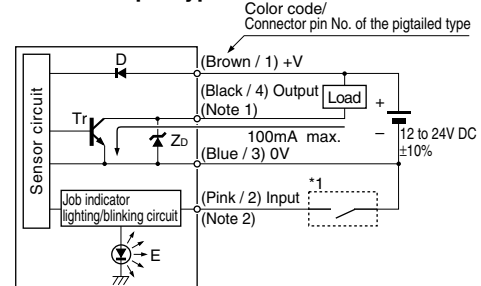 Color code/
Connector pin No. of the pigtailed type
D
(Brown / 1) +V
(Black / 4) Output
Load
+
Tr
(Note 1)
ZD
100mA max.
–
12 to 24V DC
±10%
(Blue / 3) 0V
Sensor circuit
*1
Job indicator
lighting/blinking circuit
(Pink / 2) Input
(Note 2)
E